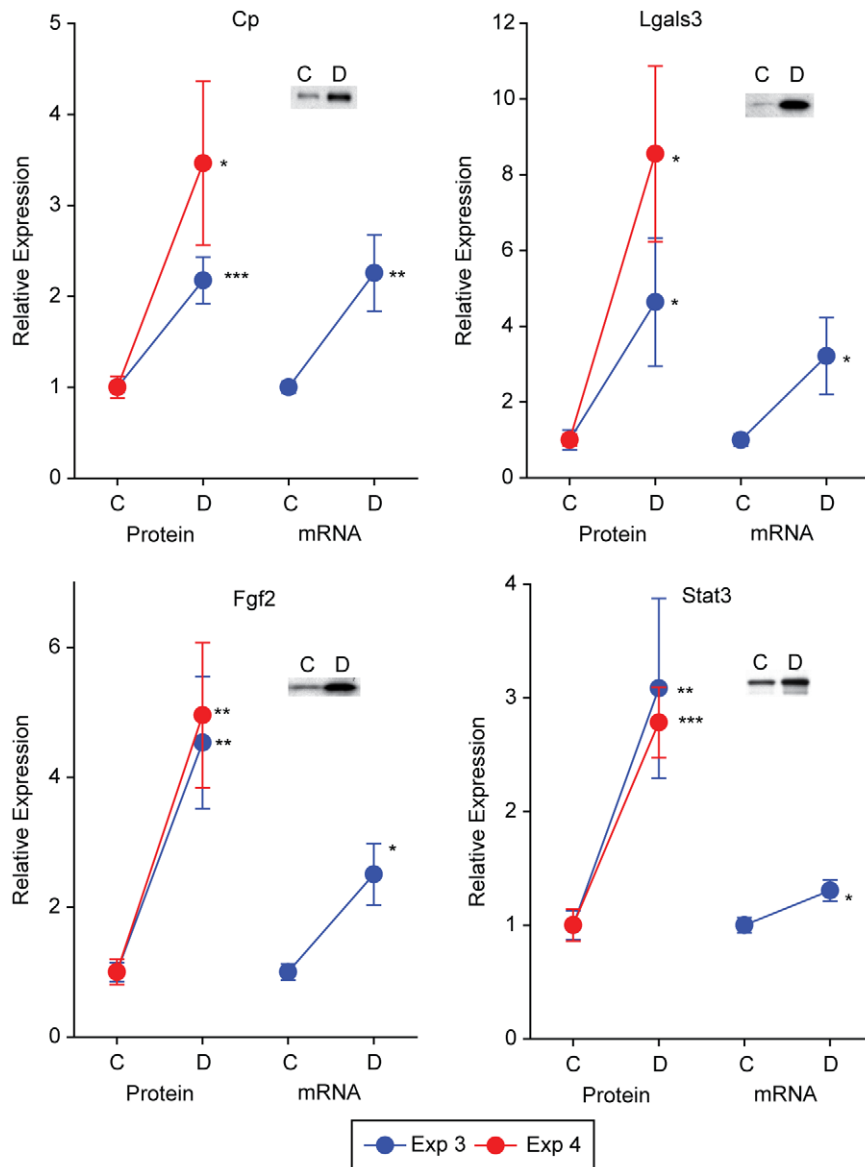 Cp
5
4
3
2
1
0
Relative Expression
C D
*
***
**
C D C D
Protein mRNA
Lgals3
12
10
8
6
4
2
0
Relative Expression
C D
*
*
*
C D C D
Protein mRNA
Fgf2
6
4
2
0
Relative Expression
C D
**
**
*
C D C D
Protein mRNA
Stat3
4
3
2
1
0
Relative Expression
C D
**
***
*
C D C D
Protein mRNA
Exp 3 Exp 4